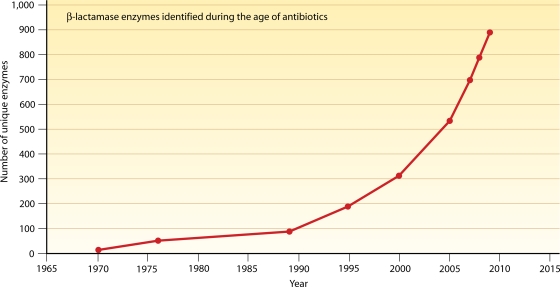 β-lactamase enzymes identified during the age of antibiotics
Number of unique enzymes
1,000
900
800
700
600
500
400
300
200
100
0
1965 1970 1975 1980 1985 1990 1995 2000 2005 2010 2015
Year